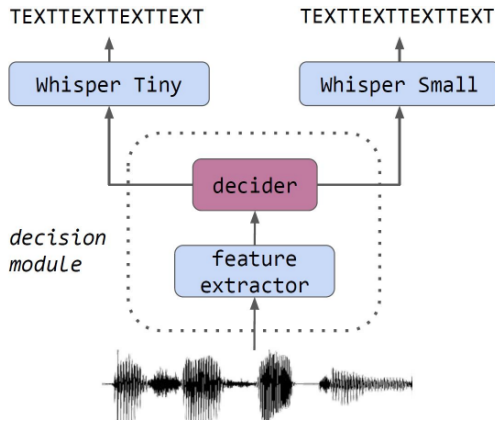 TEXTTEXTTEXTTEXT
TEXTTEXTTEXTTEXT
Whisper Tiny
Whisper Small
decider
decision
module
feature
extractor